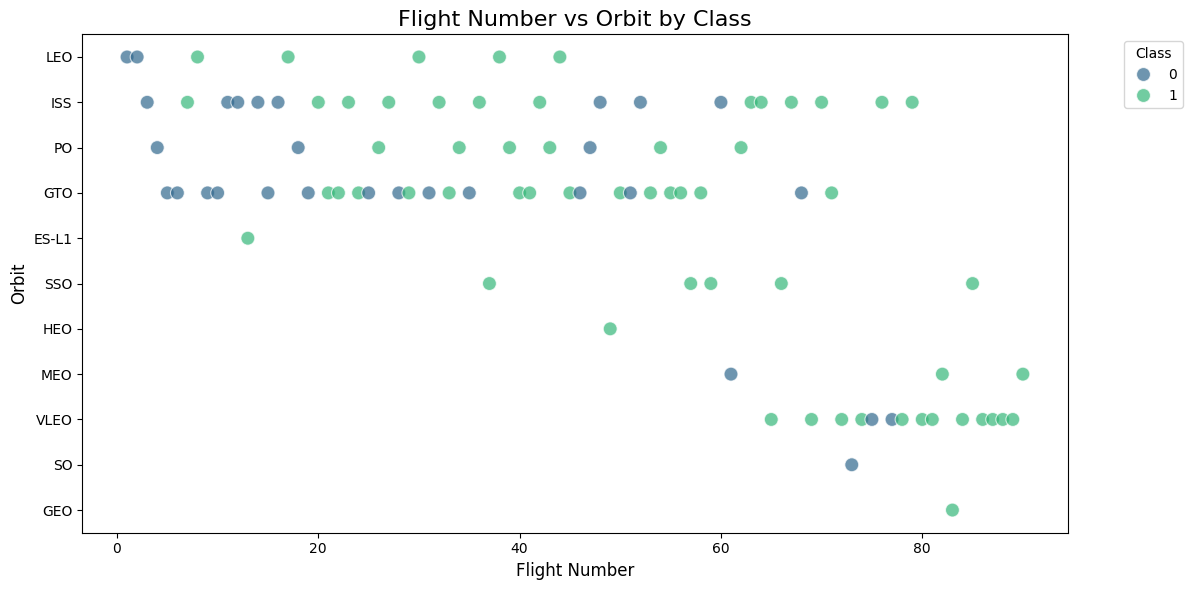 Flight Number vs Orbit by Class
LEO
ISS
PO
GTO
ES-L1
SSO
HEO
MEO
VLEO
SO
GEO
Orbit
0
20
40
60
80
Flight Number
Class
0
1